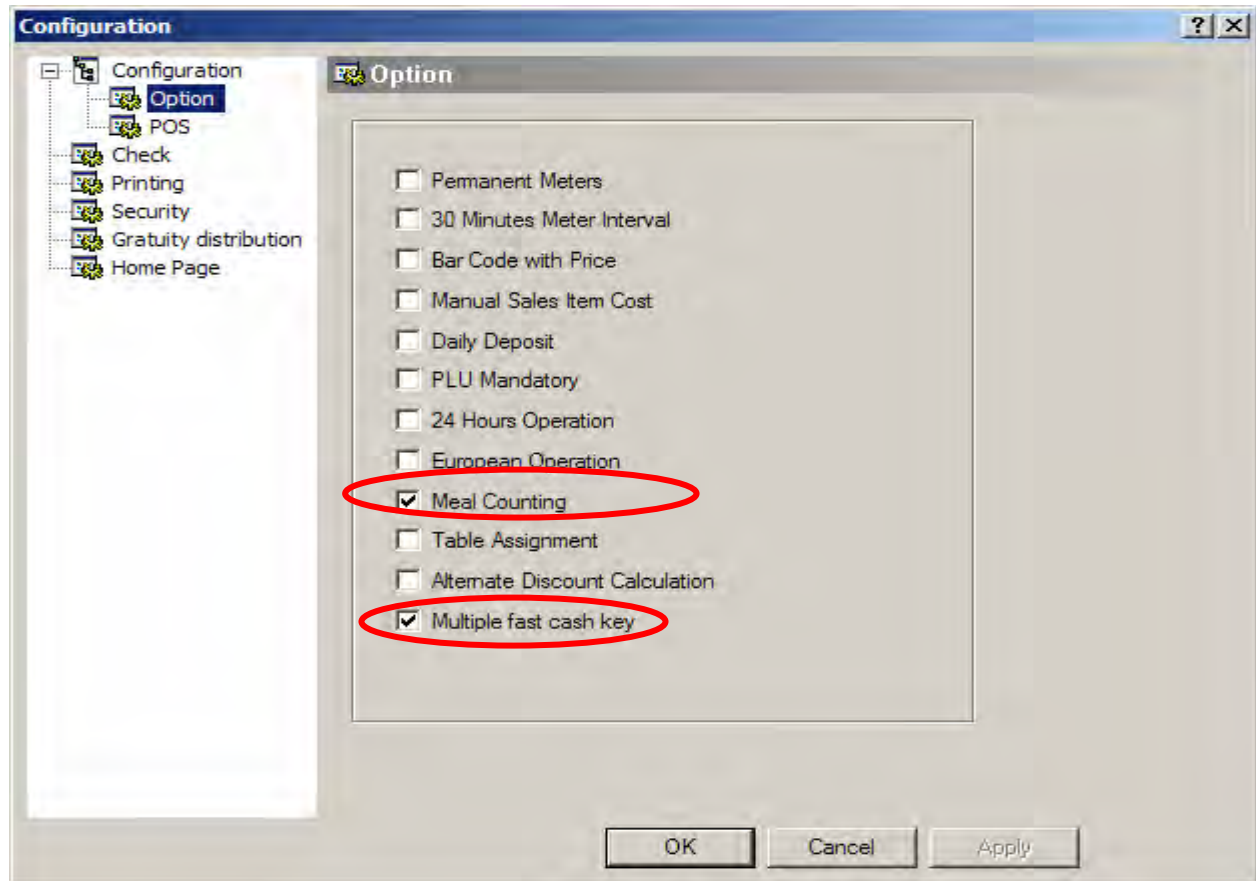 Configuration
Configuration
Option
POS
Check
Printing
Security
Gratuity distribution
Home Page
Option
Permanent Meters
30 Minutes Meter Interval
Bar Code with Price
Manual Sales Item Cost
Daily Deposit
PLU Mandatory
24 Hours Operation
European Operation
Meal Counting
Table Assignment
Alternate Discount Calculation
Multiple fast cash key
OK Cancel Apply